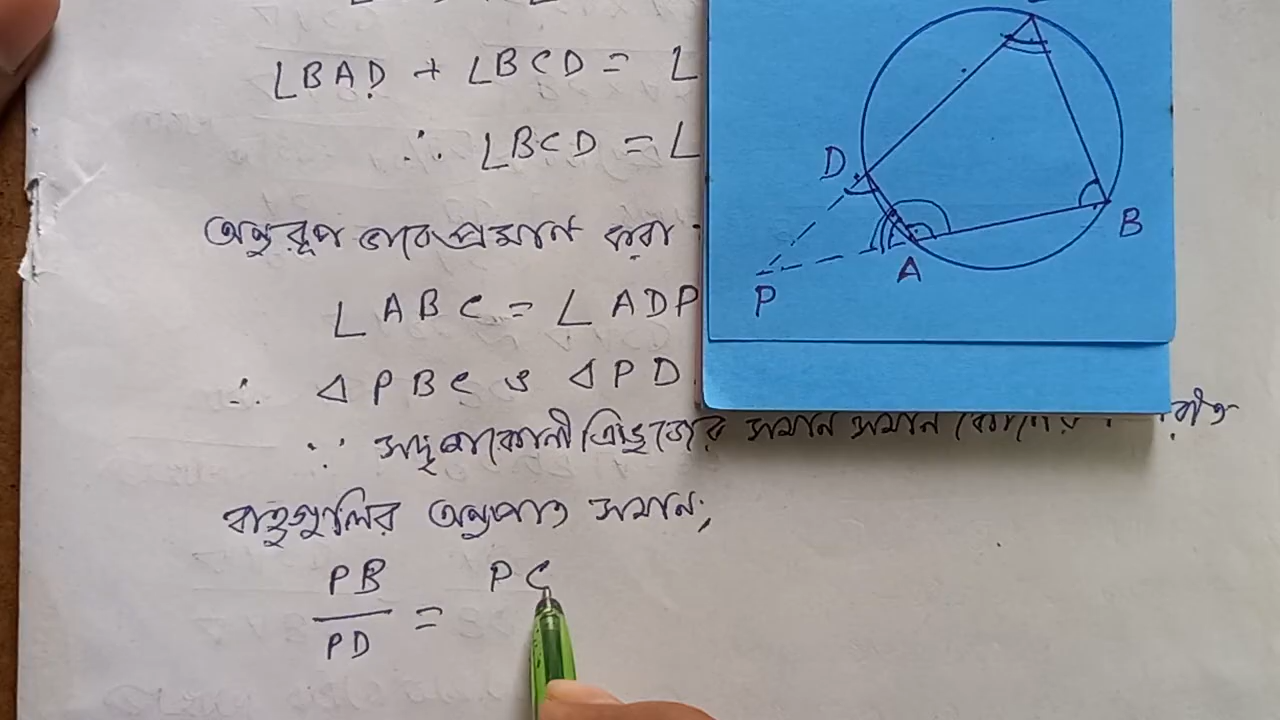 ∠BAD + ∠BCD = ∠
∴ ∠BCD = ∠
অনুরূপ ভাবে প্রমান করা
∠ABC = ∠ADP
∴ ΔPBC ও ΔPD
∵ সদৃশকোনী ত্রিভুজের সমান সমান
বাহুগুলির অনুপাত সমান;
PB/PD = PC
D
B
A
P